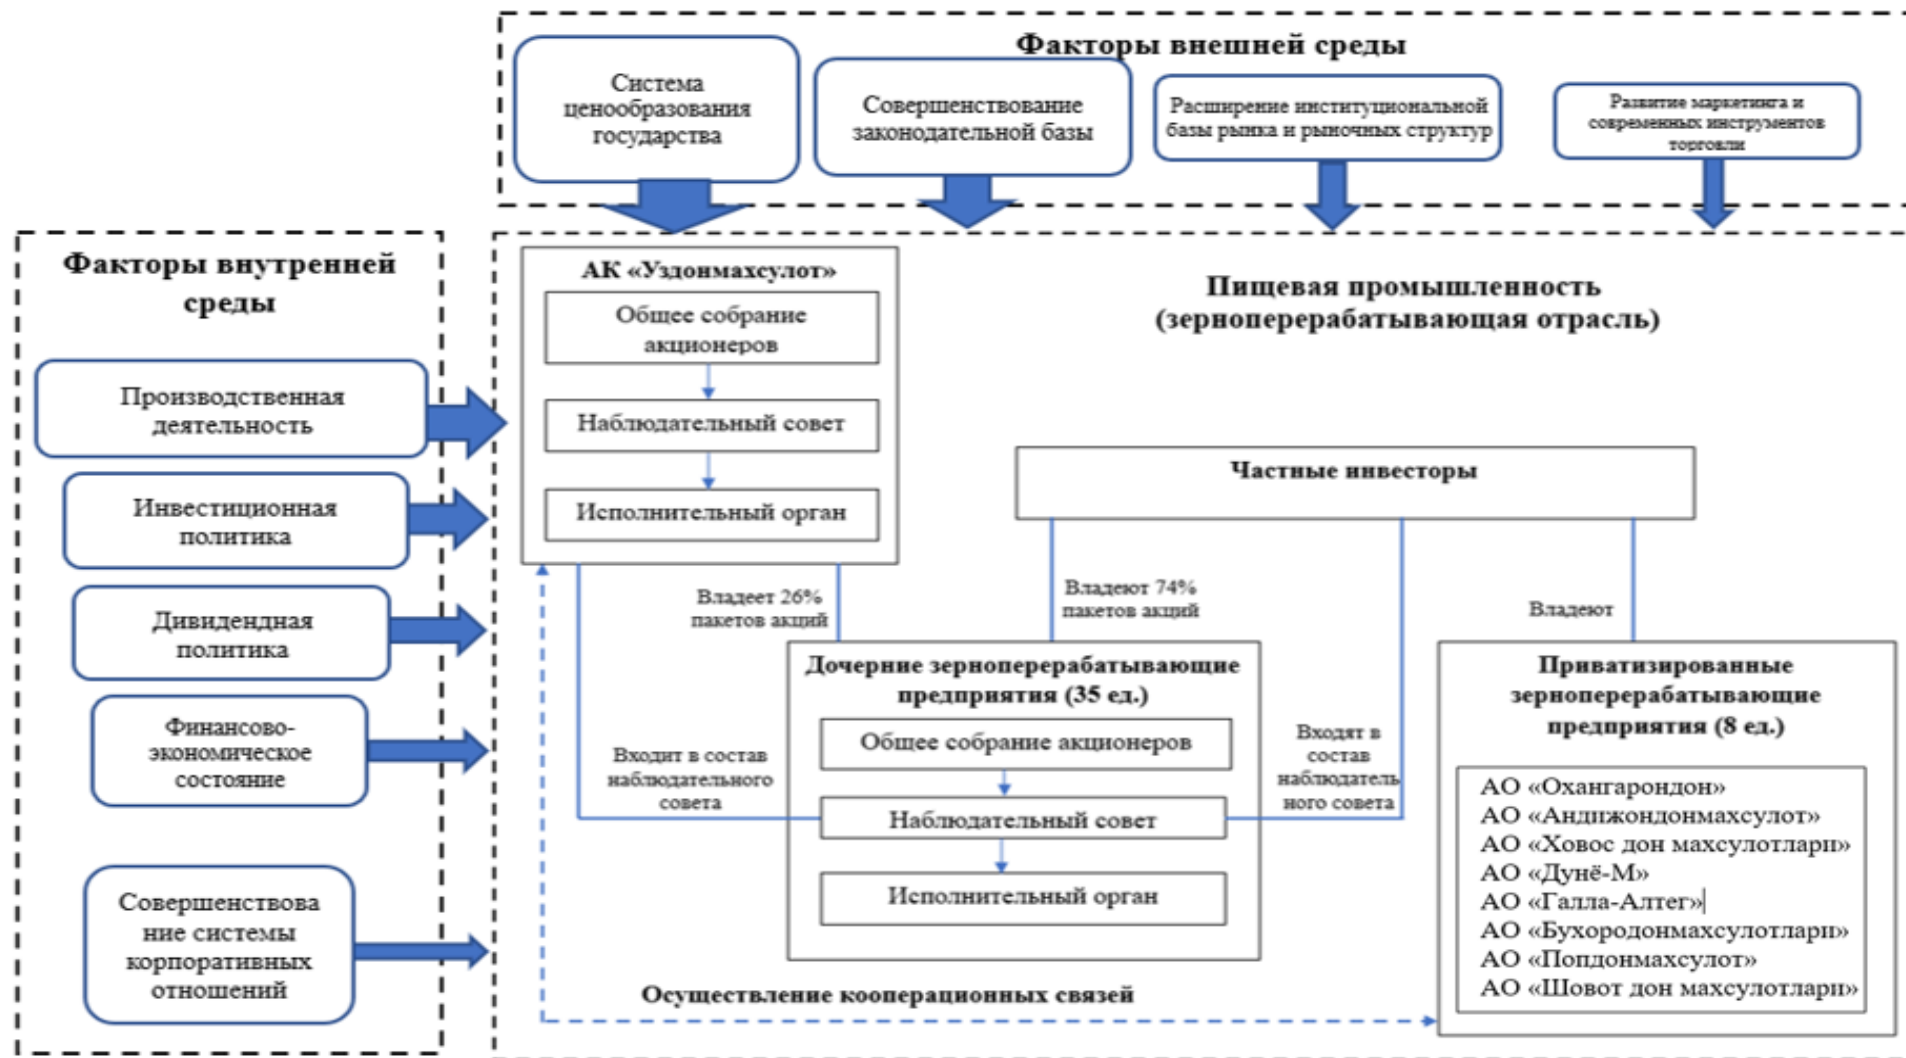 Факторы внешней среды
Система
ценообразования
государства
Совершенствование
законодательной базы
Расширение институциональной
базы рынка и рыночных структур
Развитие маркетинга и
современных инструментов
торговли
Факторы внутренней
среды
Производственная
деятельность
Инвестиционная
политика
Дивидендная
политика
Финансово-
экономическое
состояние
Совершенствова
ние системы
корпоративных
отношений
АК «Уздонмахсулот»
Общее собрание
акционеров
Наблюдательный совет
Исполнительный орган
Пищевая промышленность
(зерноперерабатывающая отрасль)
Частные инвесторы
Владеет 26%
пакетов акций
Владеют 74%
пакетов акций
Владеют
Дочерние зерноперерабатывающие
предприятия (35 ед.)
Общее собрание акционеров
Наблюдательный совет
Исполнительный орган
Входит в состав
наблюдательного
совета
Входят в
состав
наблюдатель
ного совета
Приватизированные
зерноперерабатывающие
предприятия (8 ед.)
АО «Охангарондон»
АО «Андижондонмахсулот»
АО «Ховос дон махсулотлари»
АО «Дунё-М»
АО «Галла-Алтег»
АО «Бухородонмахсулотлари»
АО «Попдонмахсулот»
АО «Шовот дон махсулотлари»
Осуществление кооперационных связей